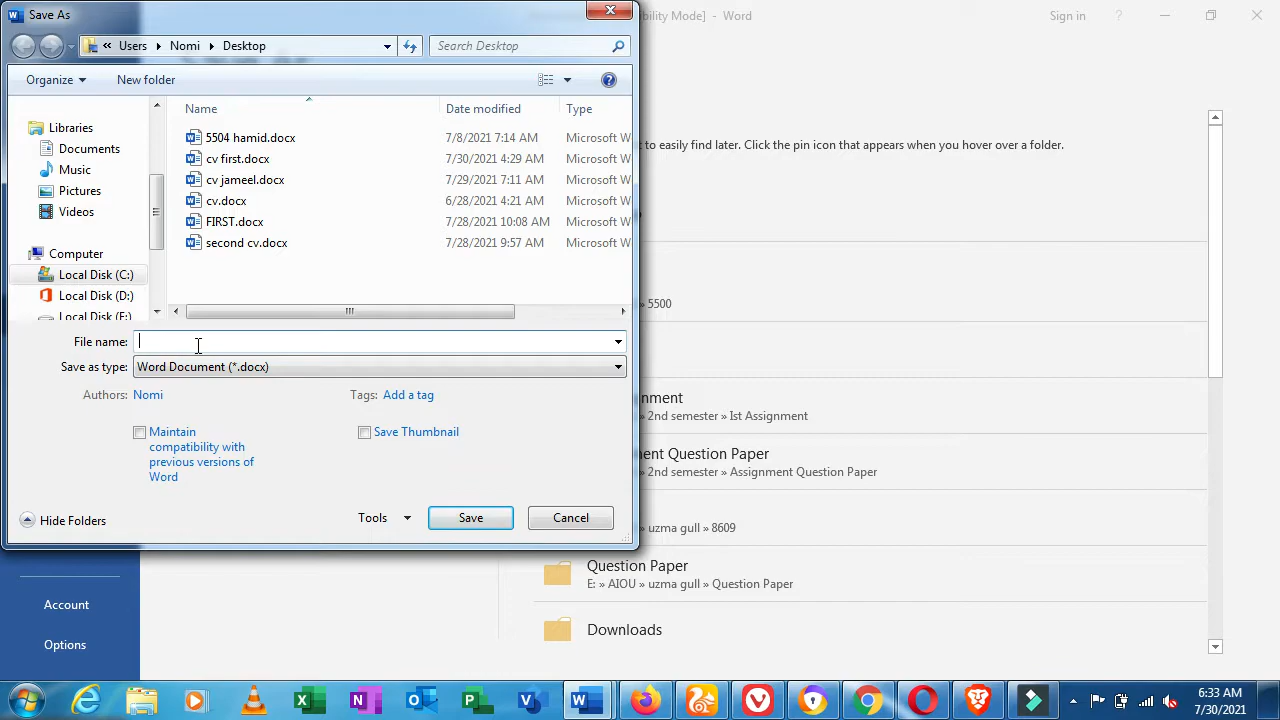 Save As
bility Mode] - Word
Sign in
?
« Users Nomi Desktop
Search Desktop
Organize
New folder
Name
Date modified
Type
Libraries
Documents
Music
Pictures
Videos
Computer
Local Disk (C:)
Local Disk (D:)
Local Disk (E:)
5504 hamid.docx 7/8/2021 7:14 AM Microsoft W
cv first.docx 7/30/2021 4:29 AM Microsoft W
cv jameel.docx 7/29/2021 7:11 AM Microsoft W
cv.docx 6/28/2021 4:21 AM Microsoft W
FIRST.docx 7/28/2021 10:08 AM Microsoft W
second cv.docx 7/28/2021 9:57 AM Microsoft W
File name:
Save as type: Word Document (*.docx)
Authors: Nomi
Tags: Add a tag
Maintain
compatibility with
previous versions of
Word
Save Thumbnail
Hide Folders
Tools
Save
Cancel
to easily find later. Click the pin icon that appears when you hover over a folder.
» 5500
nment
» 2nd semester » Ist Assignment
ment Question Paper
» 2nd semester » Assignment Question Paper
» uzma gull » 8609
Question Paper
E: » AIOU » uzma gull » Question Paper
Downloads
Account
Options
6:33 AM
7/30/2021